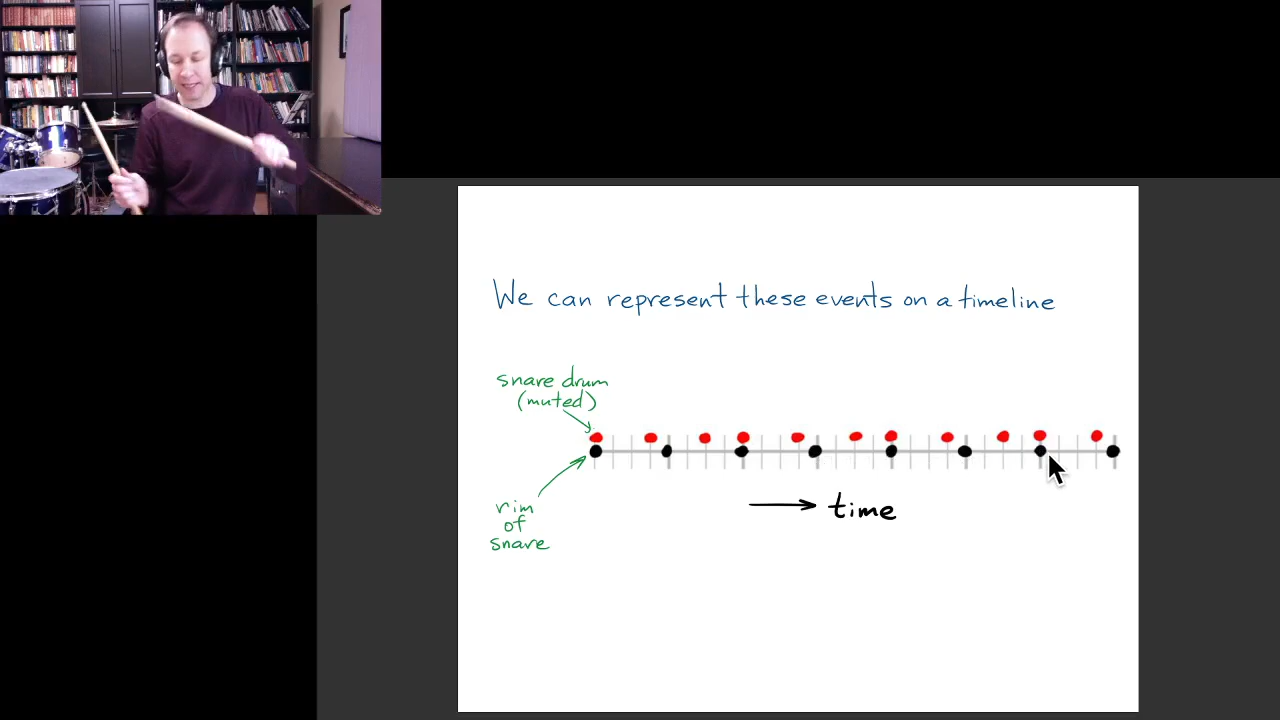 We can represent these events on a timeline
snare drum
(muted)
rim
of
snare
time